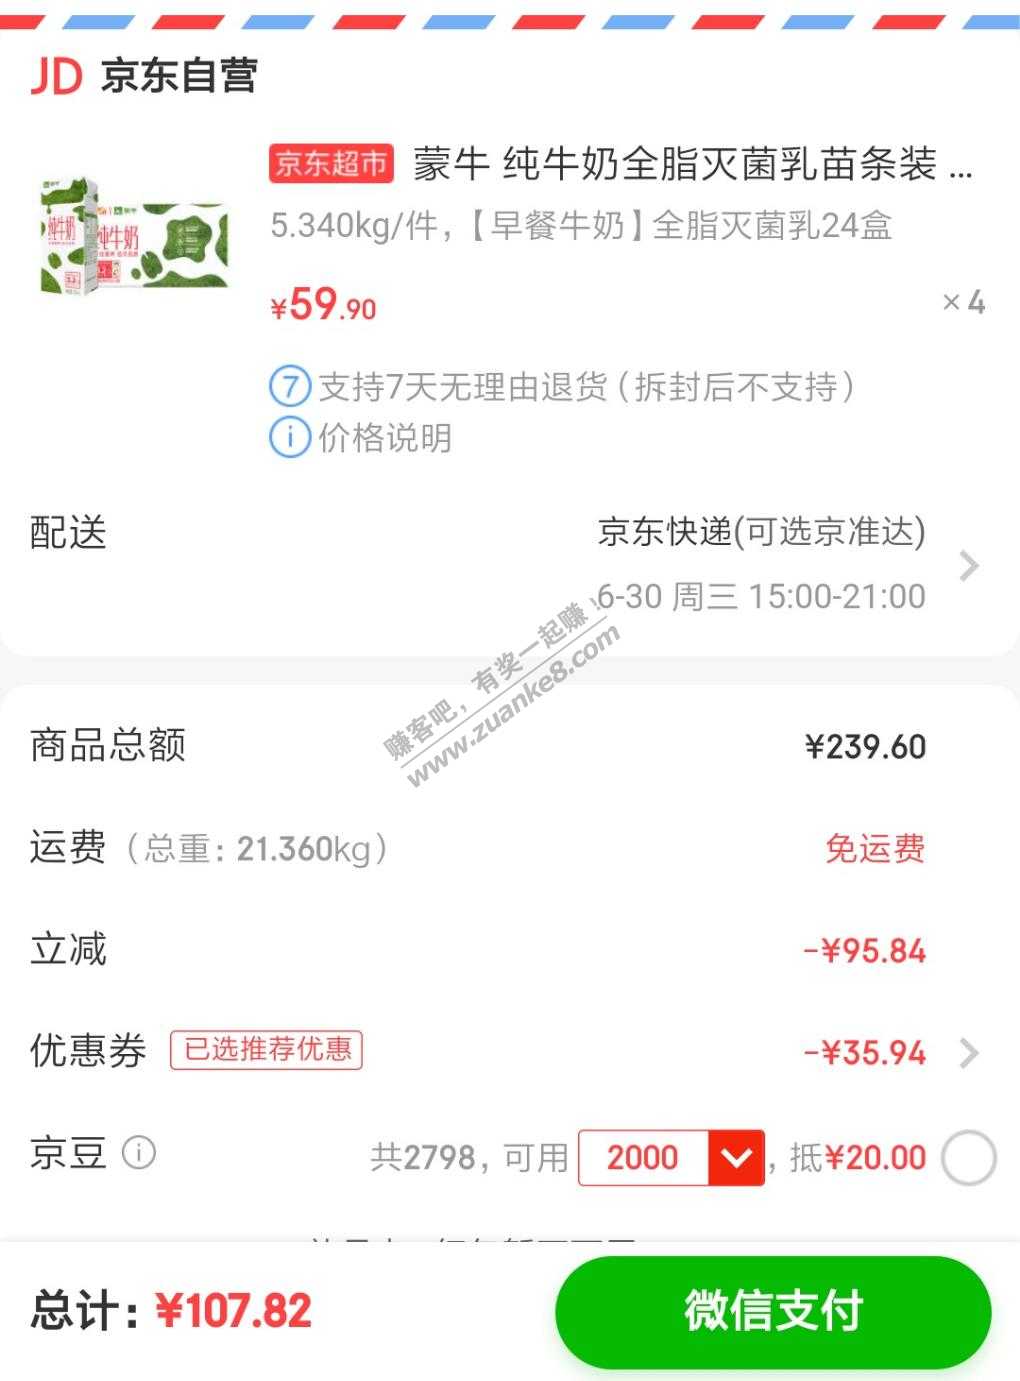 JD 京东自营
京东超市 蒙牛 纯牛奶全脂灭菌乳苗条装 ...
5.340kg/件,【早餐牛奶】全脂灭菌乳24盒
纯牛奶
纯牛奶
¥59.90
×4
7 支持7天无理由退货(拆封后不支持)
i 价格说明
配送
京东快递(可选京准达)
6-30 周三 15:00-21:00
赚客吧,有奖一起赚!
www.zuanke8.com
商品总额 ¥239.60
运费(总重: 21.360kg) 免运费
立减 -¥95.84
优惠券 已选推荐优惠 -¥35.94
京豆 i 共2798, 可用 2000 , 抵¥20.00
总计: ¥107.82
微信支付